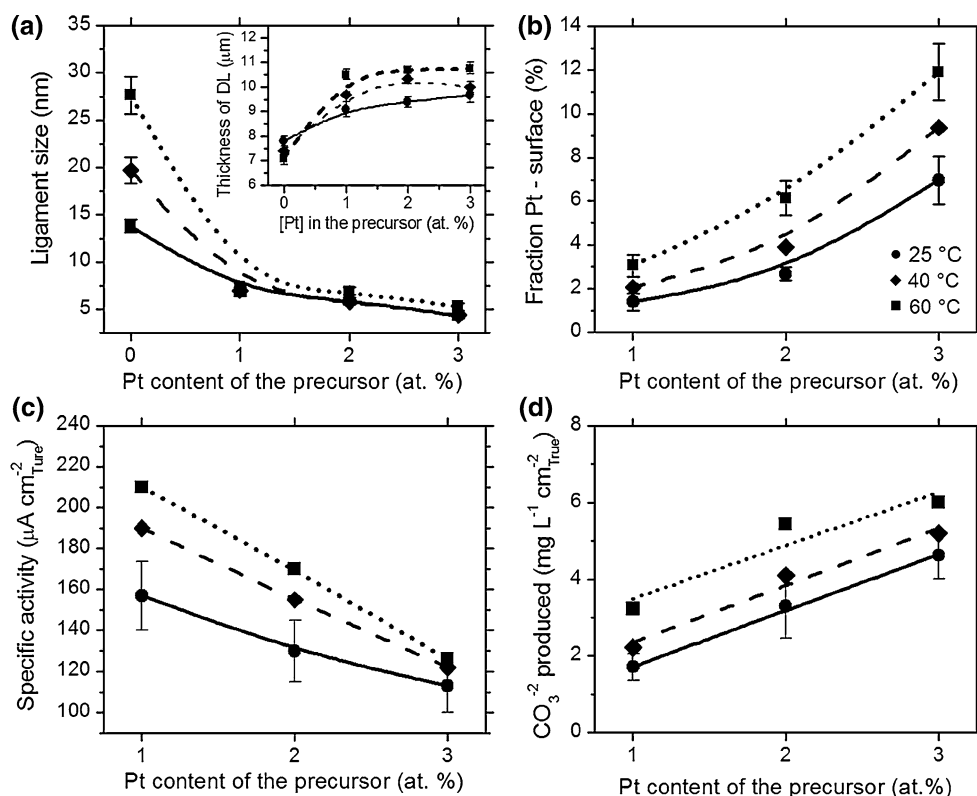 (a)
Ligament size (nm)
35
30
25
20
15
10
5
0 1 2 3
Pt content of the precursor (at. %)
Thickness of DL (μm)
12
11
10
9
8
7
6
0 1 2 3
[Pt] in the precursor (at. %)
(b)
Fraction Pt - surface (%)
14
12
10
8
6
4
2
0
25 °C
40 °C
60 °C
1 2 3
Pt content of the precursor (at. %)
(c)
Specific activity (μA cm⁻²Ture)
240
220
210
190
170
160
140
130
120
100
1 2 3
Pt content of the precursor (at. %)
(d)
CO₃⁻² produced (mg L⁻¹ cm⁻²True)
8
6
4
2
0
1 2 3
Pt content of the precursor (at.%)